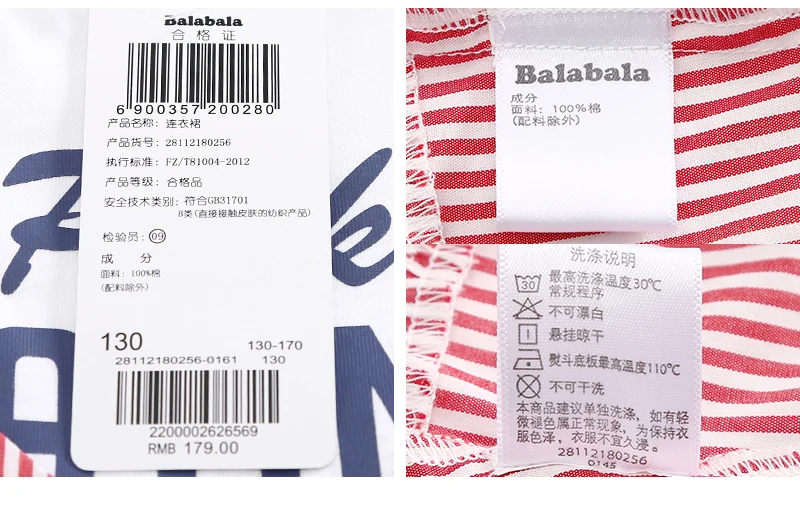 Balabala
合格证
6 900357 200280
产品名称：连衣裙
产品货号：28112180256
执行标准：FZ/T81004-2012
产品等级：合格品
安全技术类别：符合GB31701
B类(直接接触皮肤的纺织产品)
检验员：09
成 分
面料：100%棉
(配料除外)
130 130-170
28112180256-0161 130
2200002626569
RMB 179.00
Balabala
成分
面料：100%棉
(配料除外)
洗涤说明
30 最高洗涤温度30℃
常规程序
不可漂白
悬挂晾干
熨斗底板最高温度110℃
不可干洗
本商品建议单独洗涤，如有轻
微褪色属正常现象，为保持衣
服色泽，衣服不宜久浸。
28112180256
0145